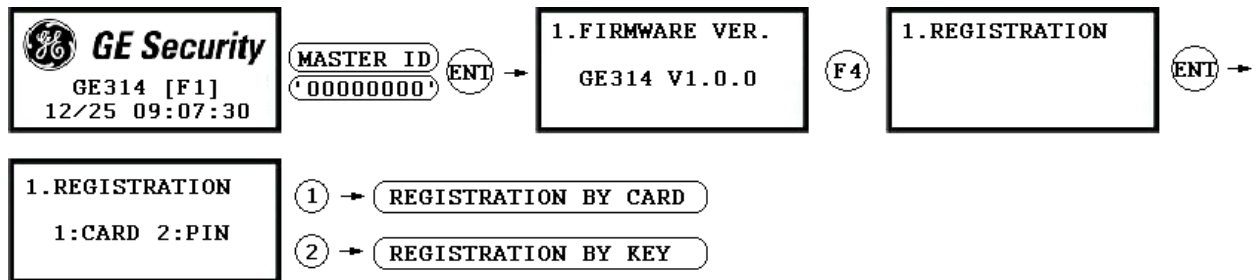 GE Security
GE314 [F1]
12/25 09:07:30
MASTER ID
'00000000'
ENT
1.FIRMWARE VER.
GE314 V1.0.0
F4
1.REGISTRATION
ENT
1.REGISTRATION
1:CARD 2:PIN
1 REGISTRATION BY CARD
2 REGISTRATION BY KEY